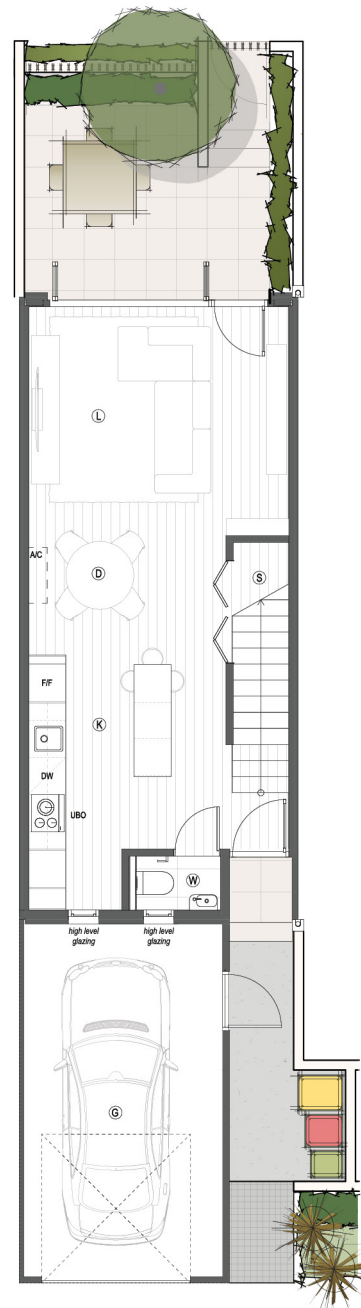 L
A/C
D
S
F/F
K
DW
UBO
W
high level
glazing
high level
glazing
G